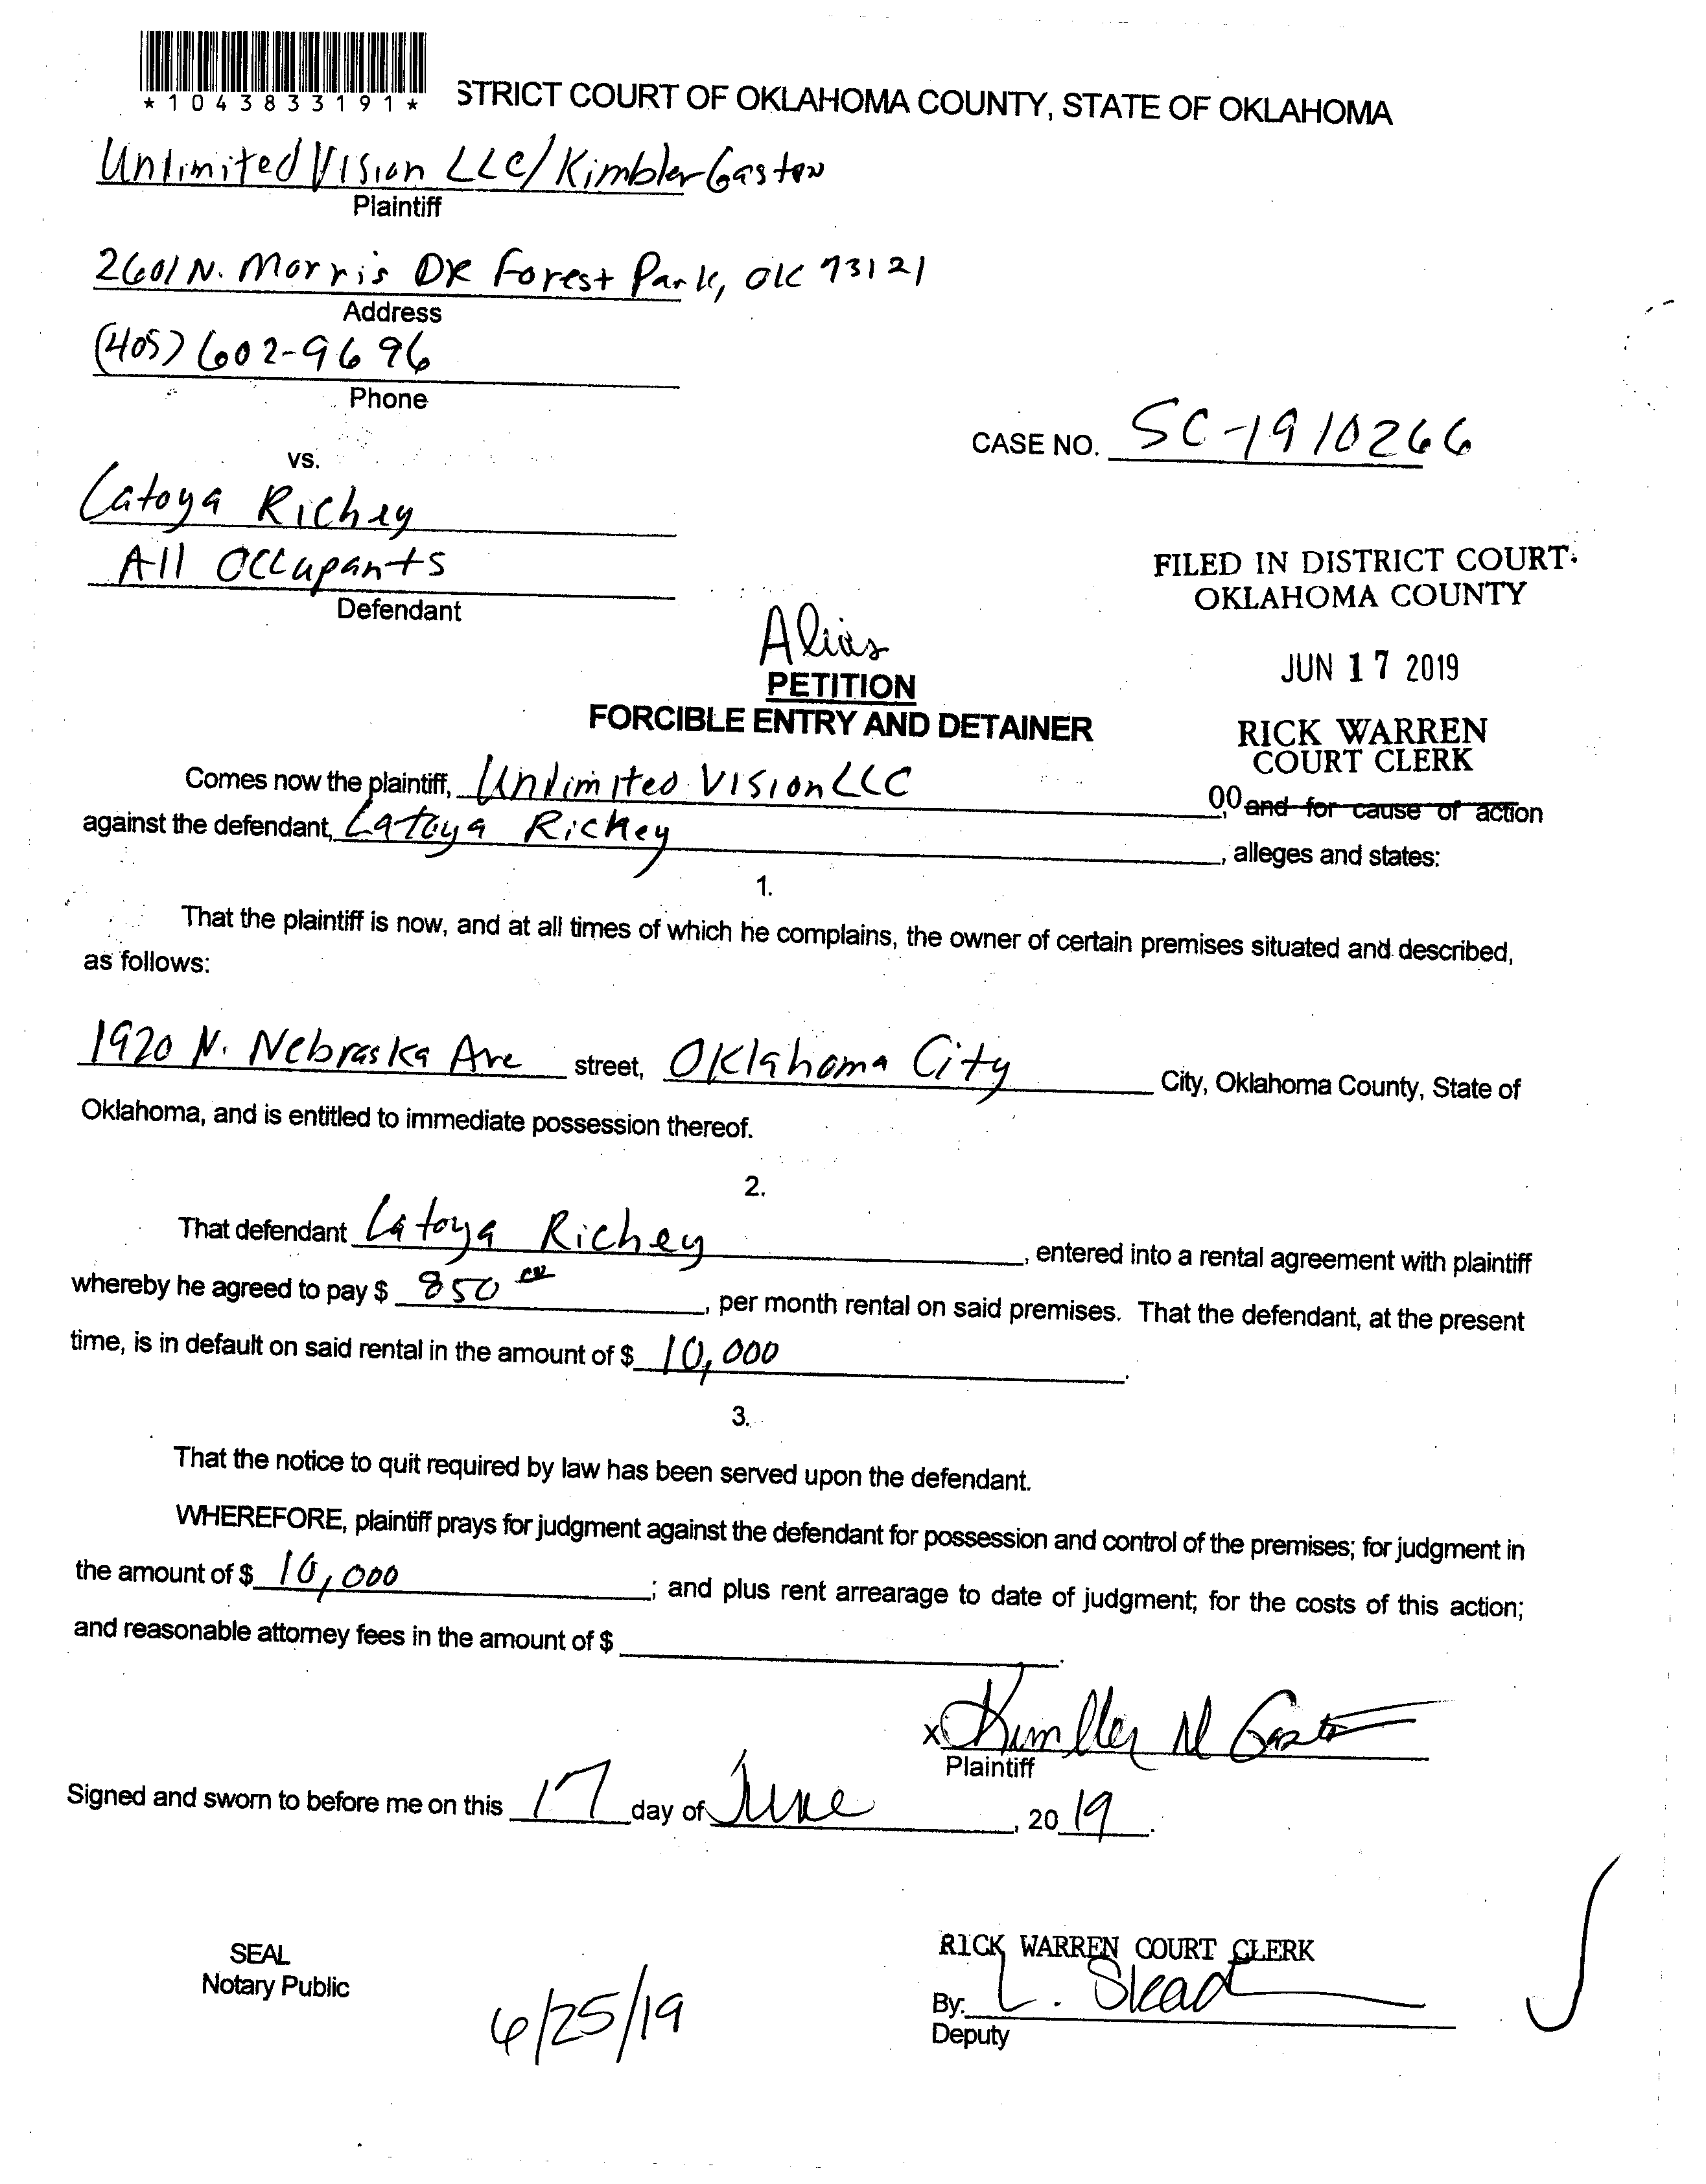 *1043833191*
STRICT COURT OF OKLAHOMA COUNTY, STATE OF OKLAHOMA
Unlimited Vision LLC/Kimbler Gaston
Plaintiff
2601 N. Morris DR Forest Park, OK 73121
Address
(405) 602-9696
Phone
CASE NO. SC-1910266
vs.
Latoya Richey
All Occupants
Defendant
FILED IN DISTRICT COURT
OKLAHOMA COUNTY
JUN 17 2019
RICK WARREN
COURT CLERK
Alias
PETITION
FORCIBLE ENTRY AND DETAINER
Comes now the plaintiff, Unlimited Vision LLC, and for cause of action
00
against the defendant, Latoya Richey, alleges and states:
1.
That the plaintiff is now, and at all times of which he complains, the owner of certain premises situated and described,
as follows:
1920 N. Nebraska Ave street, Oklahoma City City, Oklahoma County, State of
Oklahoma, and is entitled to immediate possession thereof.
2.
That defendant Latoya Richey, entered into a rental agreement with plaintiff
whereby he agreed to pay $ 850 00, per month rental on said premises. That the defendant, at the present
time, is in default on said rental in the amount of $ 10,000.
3.
That the notice to quit required by law has been served upon the defendant.
WHEREFORE, plaintiff prays for judgment against the defendant for possession and control of the premises; for judgment in
the amount of $ 10,000; and plus rent arrearage to date of judgment; for the costs of this action;
and reasonable attorney fees in the amount of $.
x Kimbler N Gaston
Plaintiff
Signed and sworn to before me on this 17 day of June, 20 19.
SEAL
Notary Public
6/25/19
RICK WARREN COURT CLERK
By: L. Slead
Deputy